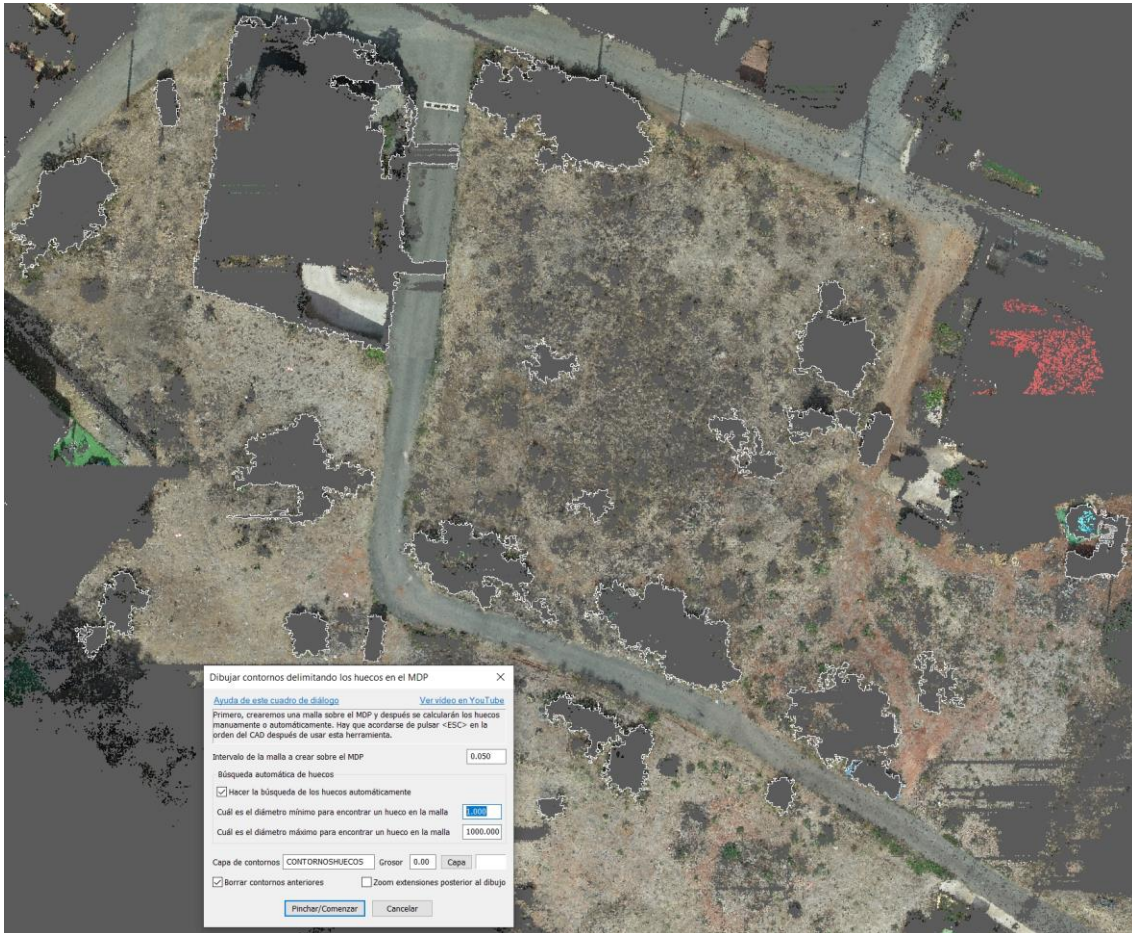 Dibujar contornos delimitando los huecos en el MDP
Ayuda de este cuadro de diálogo Ver vídeo en YouTube
Primero, crearemos una malla sobre el MDP y después se calcularán los huecos
manualmente o automáticamente. Hay que acordarse de pulsar <ESC> en la
orden del CAD después de usar esta herramienta.
Intervalo de la malla a crear sobre el MDP 0.050
Búsqueda automática de huecos
Hacer la búsqueda de los huecos automáticamente
Cuál es el diámetro mínimo para encontrar un hueco en la malla 1.000
Cuál es el diámetro máximo para encontrar un hueco en la malla 1000.000
Capa de contornos CONTORNOSHUECOS Grosor 0.00 Capa
Borrar contornos anteriores Zoom extensiones posterior al dibujo
Pinchar/Comenzar Cancelar